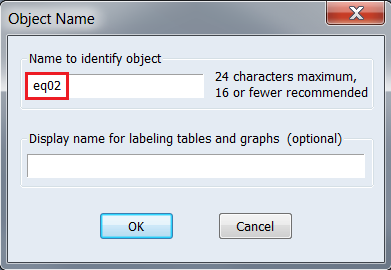 Object Name
Name to identify object
eq02
24 characters maximum,
16 or fewer recommended
Display name for labeling tables and graphs (optional)
OK
Cancel